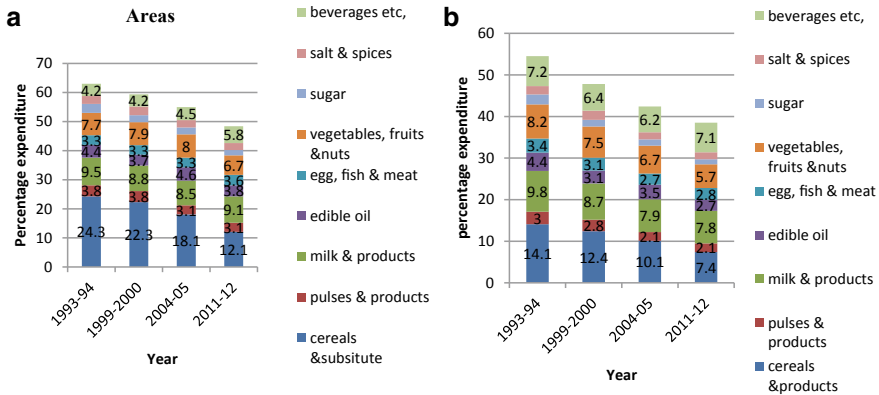 a
Areas
Percentage expenditure
70
60
50
40
30
20
10
0
4.2
7.7
3.3
4.4
9.5
3.8
24.3
4.2
7.9
3.3
3.7
8.8
3.8
22.3
4.5
8
3.3
4.6
8.5
3.1
18.1
5.8
6.7
3.6
3.8
9.1
3.1
12.1
1993-94
1999-2000
2004-05
2011-12
Year
beverages etc,
salt & spices
sugar
vegetables, fruits
&nuts
egg, fish & meat
edible oil
milk & products
pulses & products
cereals
&subsitute
b
percentage expenditure
60
50
40
30
20
10
0
7.2
8.2
3.4
4.4
9.8
3
14.1
6.4
7.5
3.1
3.1
8.7
2.8
12.4
6.2
6.7
2.7
3.5
7.9
2.1
10.1
7.1
5.7
2.8
2.7
7.8
2.1
7.4
1993-94
1999-2000
2004-05
2011-12
Year
beverages etc,
salt & spices
sugar
vegetables,
fruits &nuts
egg, fish & meat
edible oil
milk & products
pulses &
products
cereals
&products